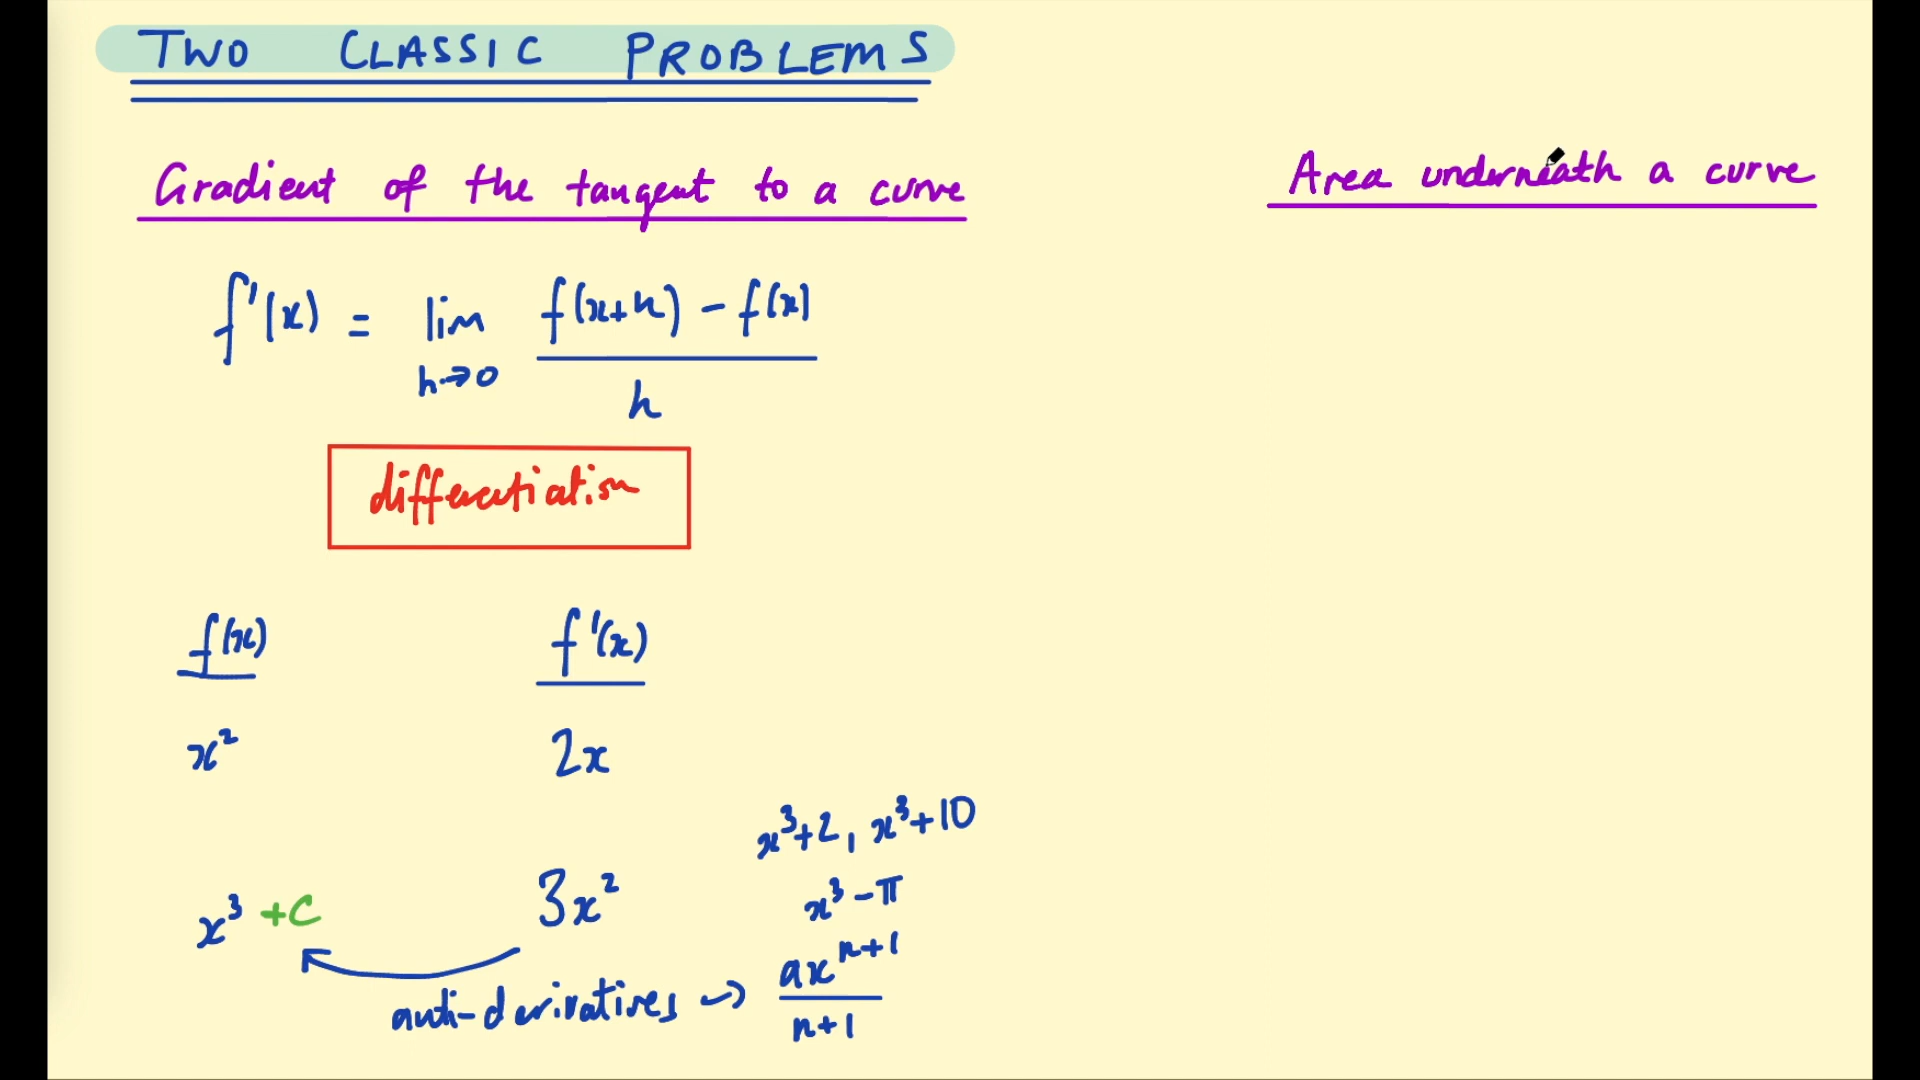 TWO CLASSIC PROBLEMS
Gradient of the tangent to a curve
f'(x) = lim h→0 f(x+h) - f(x) / h
differentiation
f(x) f'(x)
x² 2x
x³ +C 3x²
x³+2, x³+10
x³-π
anti-derivatives → ax^(n+1) / n+1
Area underneath a curve